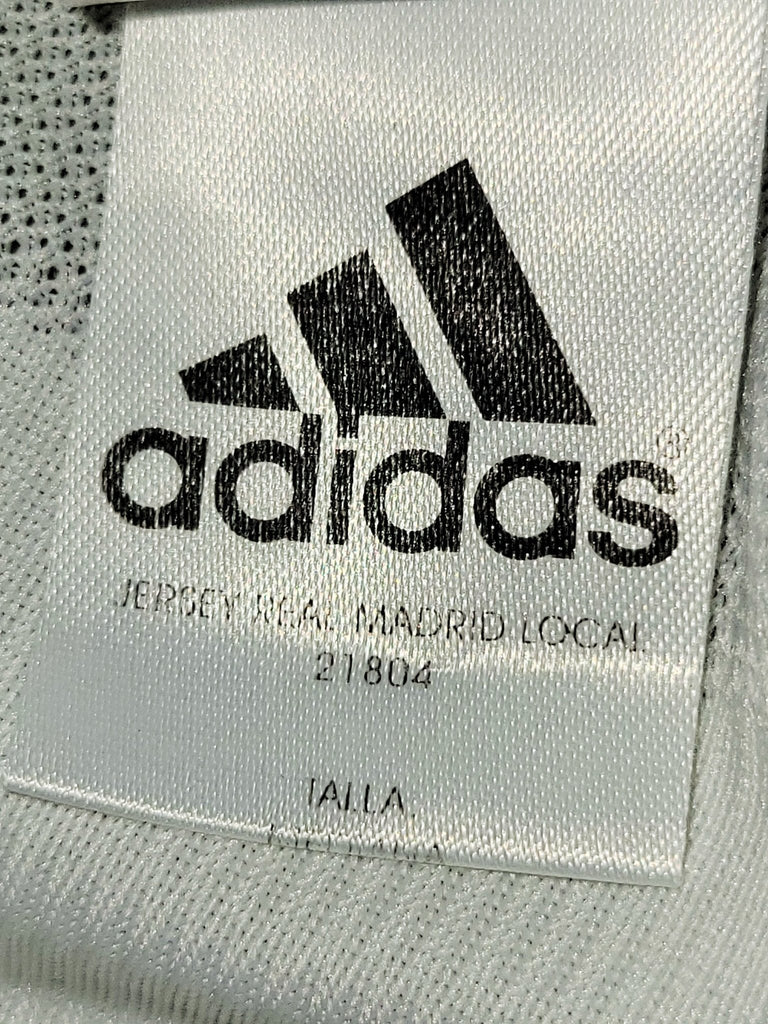 adidas®
JERSEY REAL MADRID LOCAL
21804
TALLA